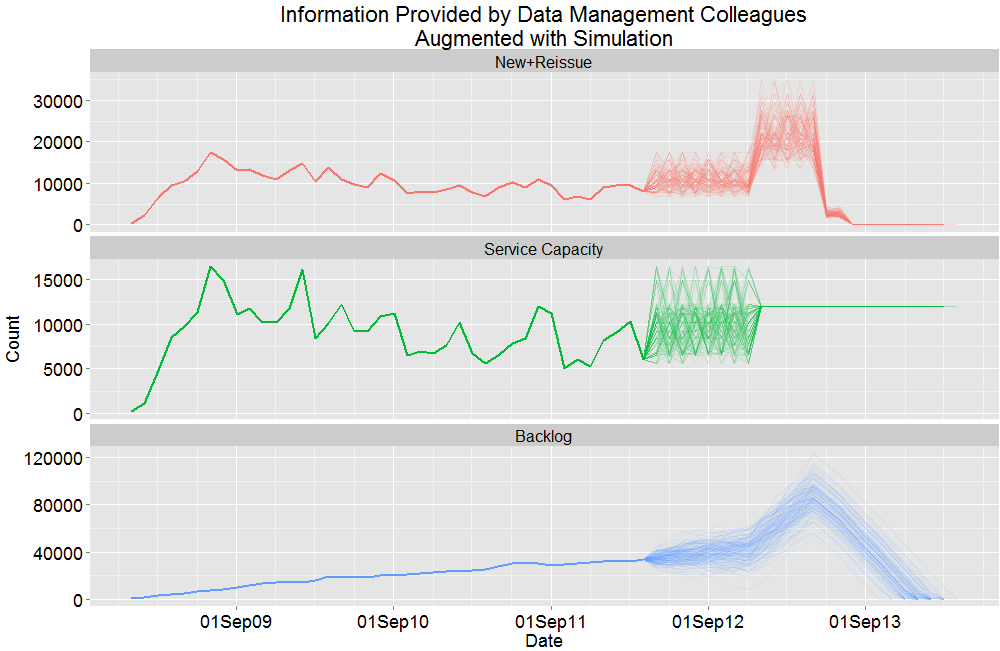 Information Provided by Data Management Colleagues
Augmented with Simulation
New+Reissue
30000
20000
10000
0
Service Capacity
15000
10000
5000
0
Count
Backlog
120000
80000
40000
0
01Sep09 01Sep10 01Sep11 01Sep12 01Sep13
Date